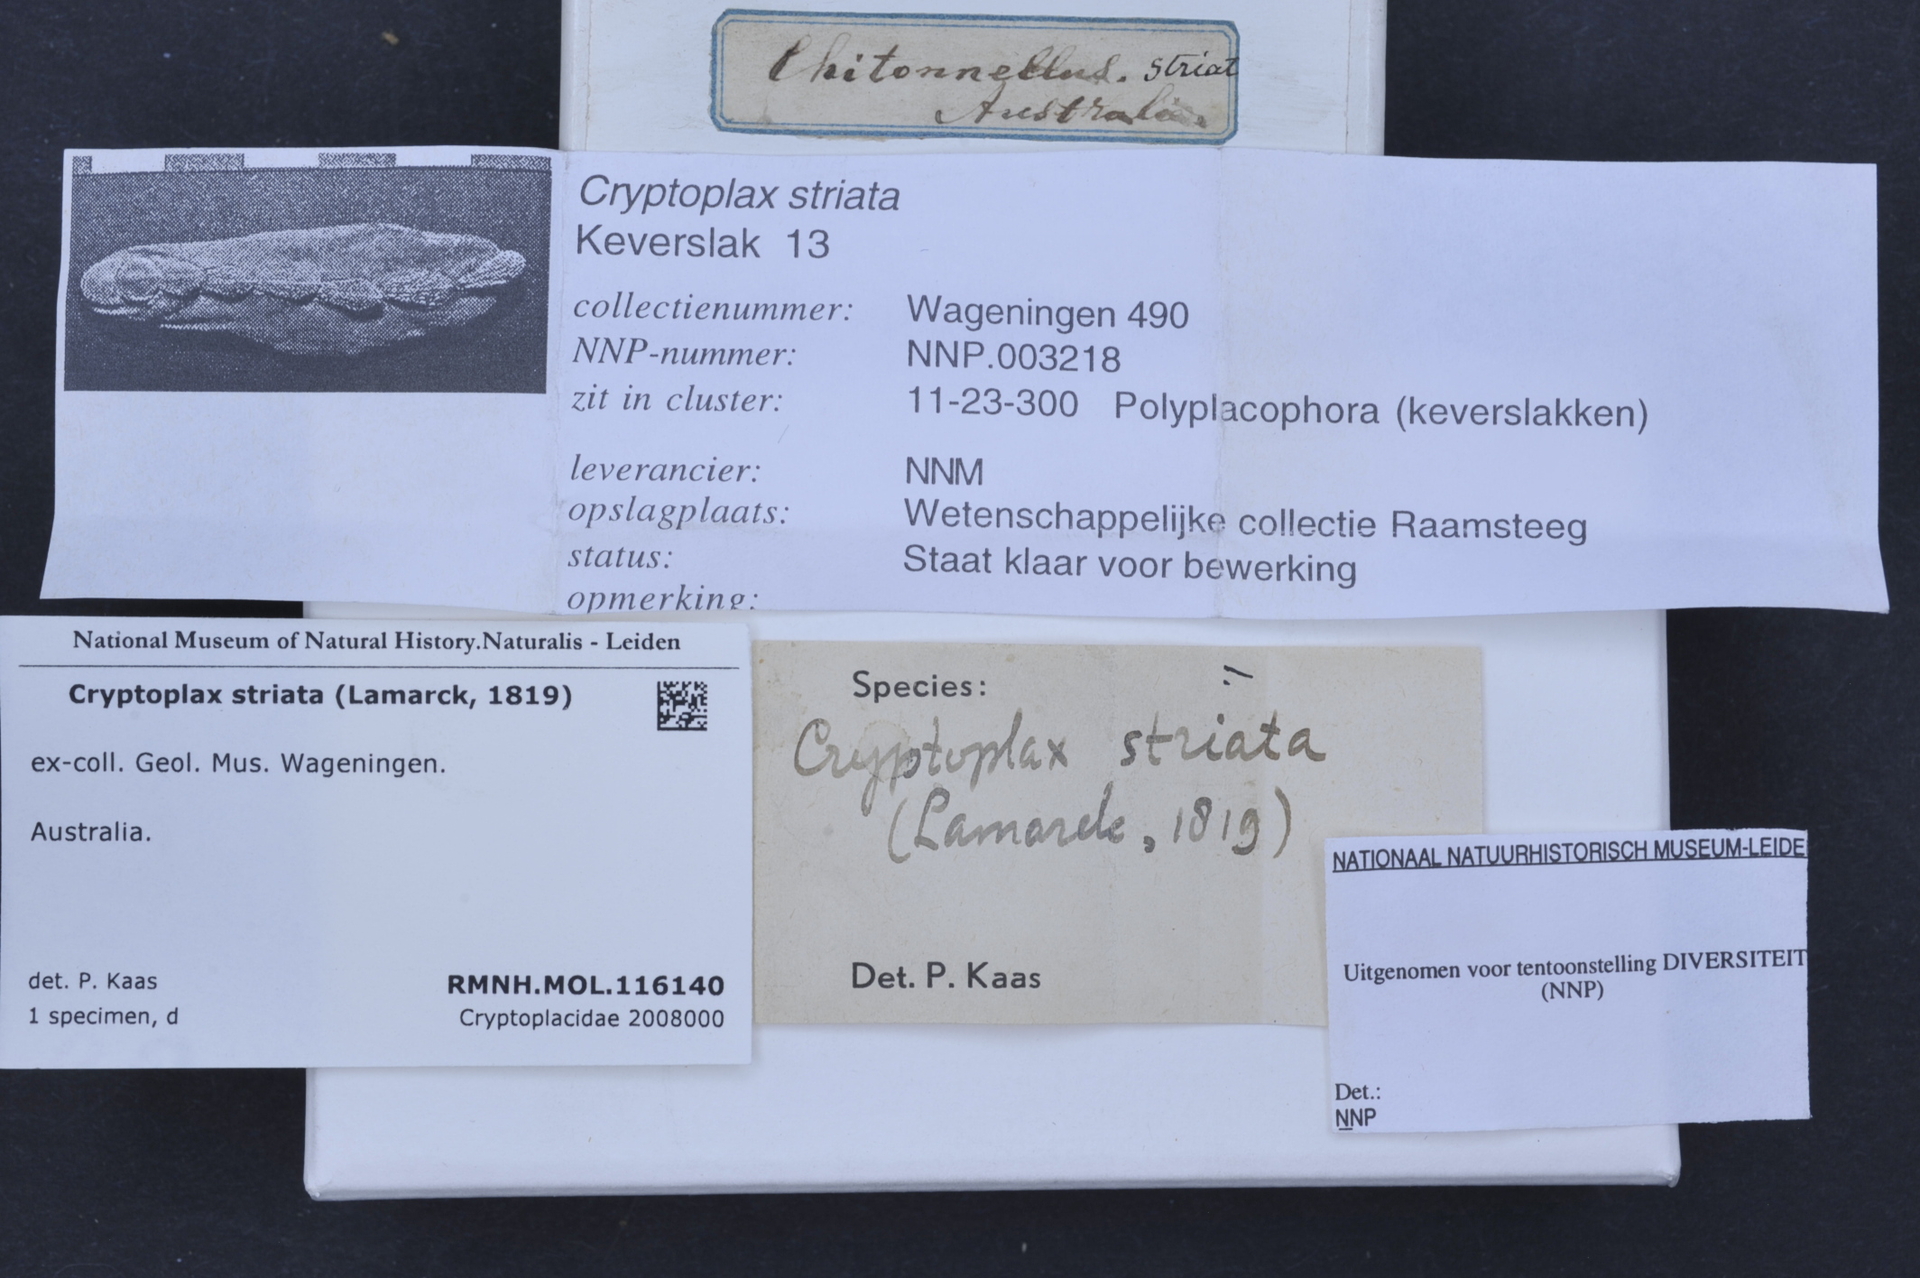 Chitonnellus. striat
Australia.
Cryptoplax striata
Keverslak 13
collectienummer: Wageningen 490
NNP-nummer: NNP.003218
zit in cluster: 11-23-300 Polyplacophora (keverslakken)
leverancier: NNM
opslagplaats: Wetenschappelijke collectie Raamsteeg
status: Staat klaar voor bewerking
opmerking:
National Museum of Natural History.Naturalis - Leiden
Cryptoplax striata (Lamarck, 1819)
ex-coll. Geol. Mus. Wageningen.
Australia.
det. P. Kaas
1 specimen, d
RMNH.MOL.116140
Cryptoplacidae 2008000
Species:
Cryptoplax striata
(Lamarck, 1819)
Det. P. Kaas
NATIONAAL NATUURHISTORISCH MUSEUM-LEIDE
Uitgenomen voor tentoonstelling DIVERSITEIT
(NNP)
Det.:
NNP